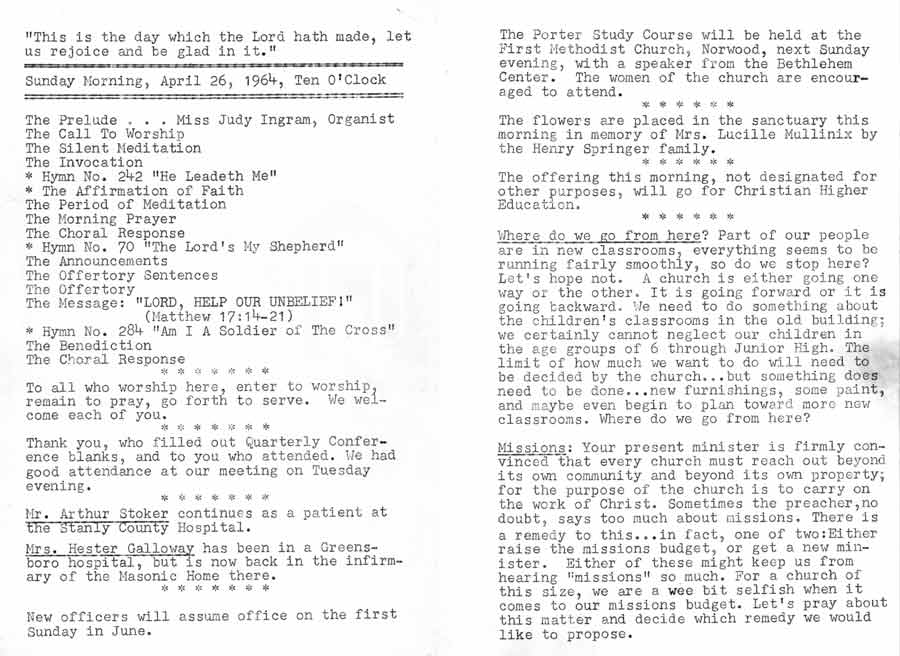 "This is the day which the Lord hath made, let
us rejoice and be glad in it."
Sunday Morning, April 26, 1964, Ten O'Clock
The Prelude . . . Miss Judy Ingram, Organist
The Call To Worship
The Silent Meditation
The Invocation
* Hymn No. 242 "He Leadeth Me"
* The Affirmation of Faith
The Period of Meditation
The Morning Prayer
The Choral Response
* Hymn No. 70 "The Lord's My Shepherd"
The Announcements
The Offertory Sentences
The Offertory
The Message: "LORD, HELP OUR UNBELIEF!"
(Matthew 17:14-21)
* Hymn No. 284 "Am I A Soldier of The Cross"
The Benediction
The Choral Response
* * * * * * *
To all who worship here, enter to worship,
remain to pray, go forth to serve. We wel-
come each of you.
* * * * * * *
Thank you, who filled out Quarterly Confer-
ence blanks, and to you who attended. We had
good attendance at our meeting on Tuesday
evening.
* * * * * * *
Mr. Arthur Stoker continues as a patient at
the Stanly County Hospital.
Mrs. Hester Galloway has been in a Greens-
boro hospital, but is now back in the infirm-
ary of the Masonic Home there.
* * * * * * *
New officers will assume office on the first
Sunday in June.
The Porter Study Course will be held at the
First Methodist Church, Norwood, next Sunday
evening, with a speaker from the Bethlehem
Center. The women of the church are encour-
aged to attend.
* * * * * *
The flowers are placed in the sanctuary this
morning in memory of Mrs. Lucille Mullinix by
the Henry Springer family.
* * * * * *
The offering this morning, not designated for
other purposes, will go for Christian Higher
Education.
* * * * * *
Where do we go from here? Part of our people
are in new classrooms, everything seems to be
running fairly smoothly, so do we stop here?
Let's hope not. A church is either going one
way or the other. It is going forward or it is
going backward. We need to do something about
the children's classrooms in the old building;
we certainly cannot neglect our children in
the age groups of 6 through Junior High. The
limit of how much we want to do will need to
be decided by the church...but something does
need to be done...new furnishings, some paint,
and maybe even begin to plan toward more new
classrooms. Where do we go from here?
Missions: Your present minister is firmly con-
vinced that every church must reach out beyond
its own community and beyond its own property;
for the purpose of the church is to carry on
the work of Christ. Sometimes the preacher,no
doubt, says too much about missions. There is
a remedy to this...in fact, one of two:Either
raise the missions budget, or get a new min-
ister. Either of these might keep us from
hearing "missions" so much. For a church of
this size, we are a wee bit selfish when it
comes to our missions budget. Let's pray about
this matter and decide which remedy we would
like to propose.